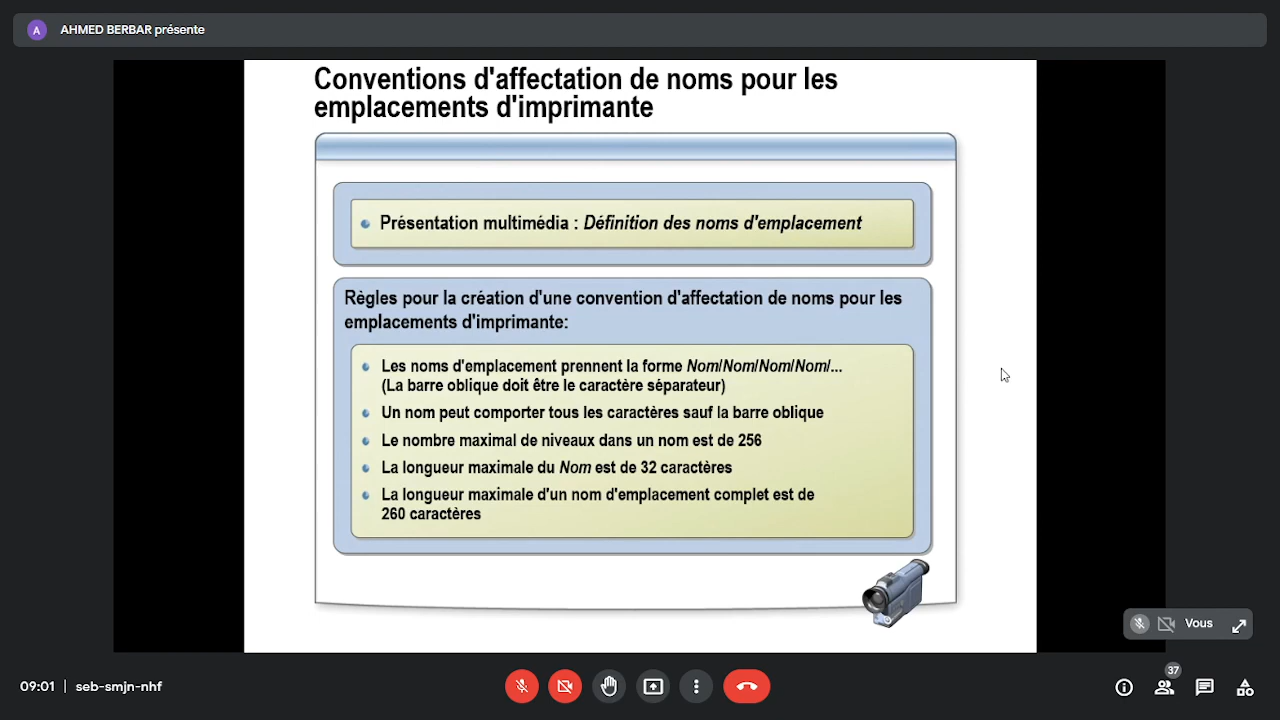 A AHMED BERBAR présente
Conventions d'affectation de noms pour les
emplacements d'imprimante
Présentation multimédia : Définition des noms d'emplacement
Règles pour la création d'une convention d'affectation de noms pour les
emplacements d'imprimante:
Les noms d'emplacement prennent la forme Nom/Nom/Nom/Nom/...
(La barre oblique doit être le caractère séparateur)
Un nom peut comporter tous les caractères sauf la barre oblique
Le nombre maximal de niveaux dans un nom est de 256
La longueur maximale du Nom est de 32 caractères
La longueur maximale d'un nom d'emplacement complet est de
260 caractères
Vous
09:01 | seb-smjn-nhf
37